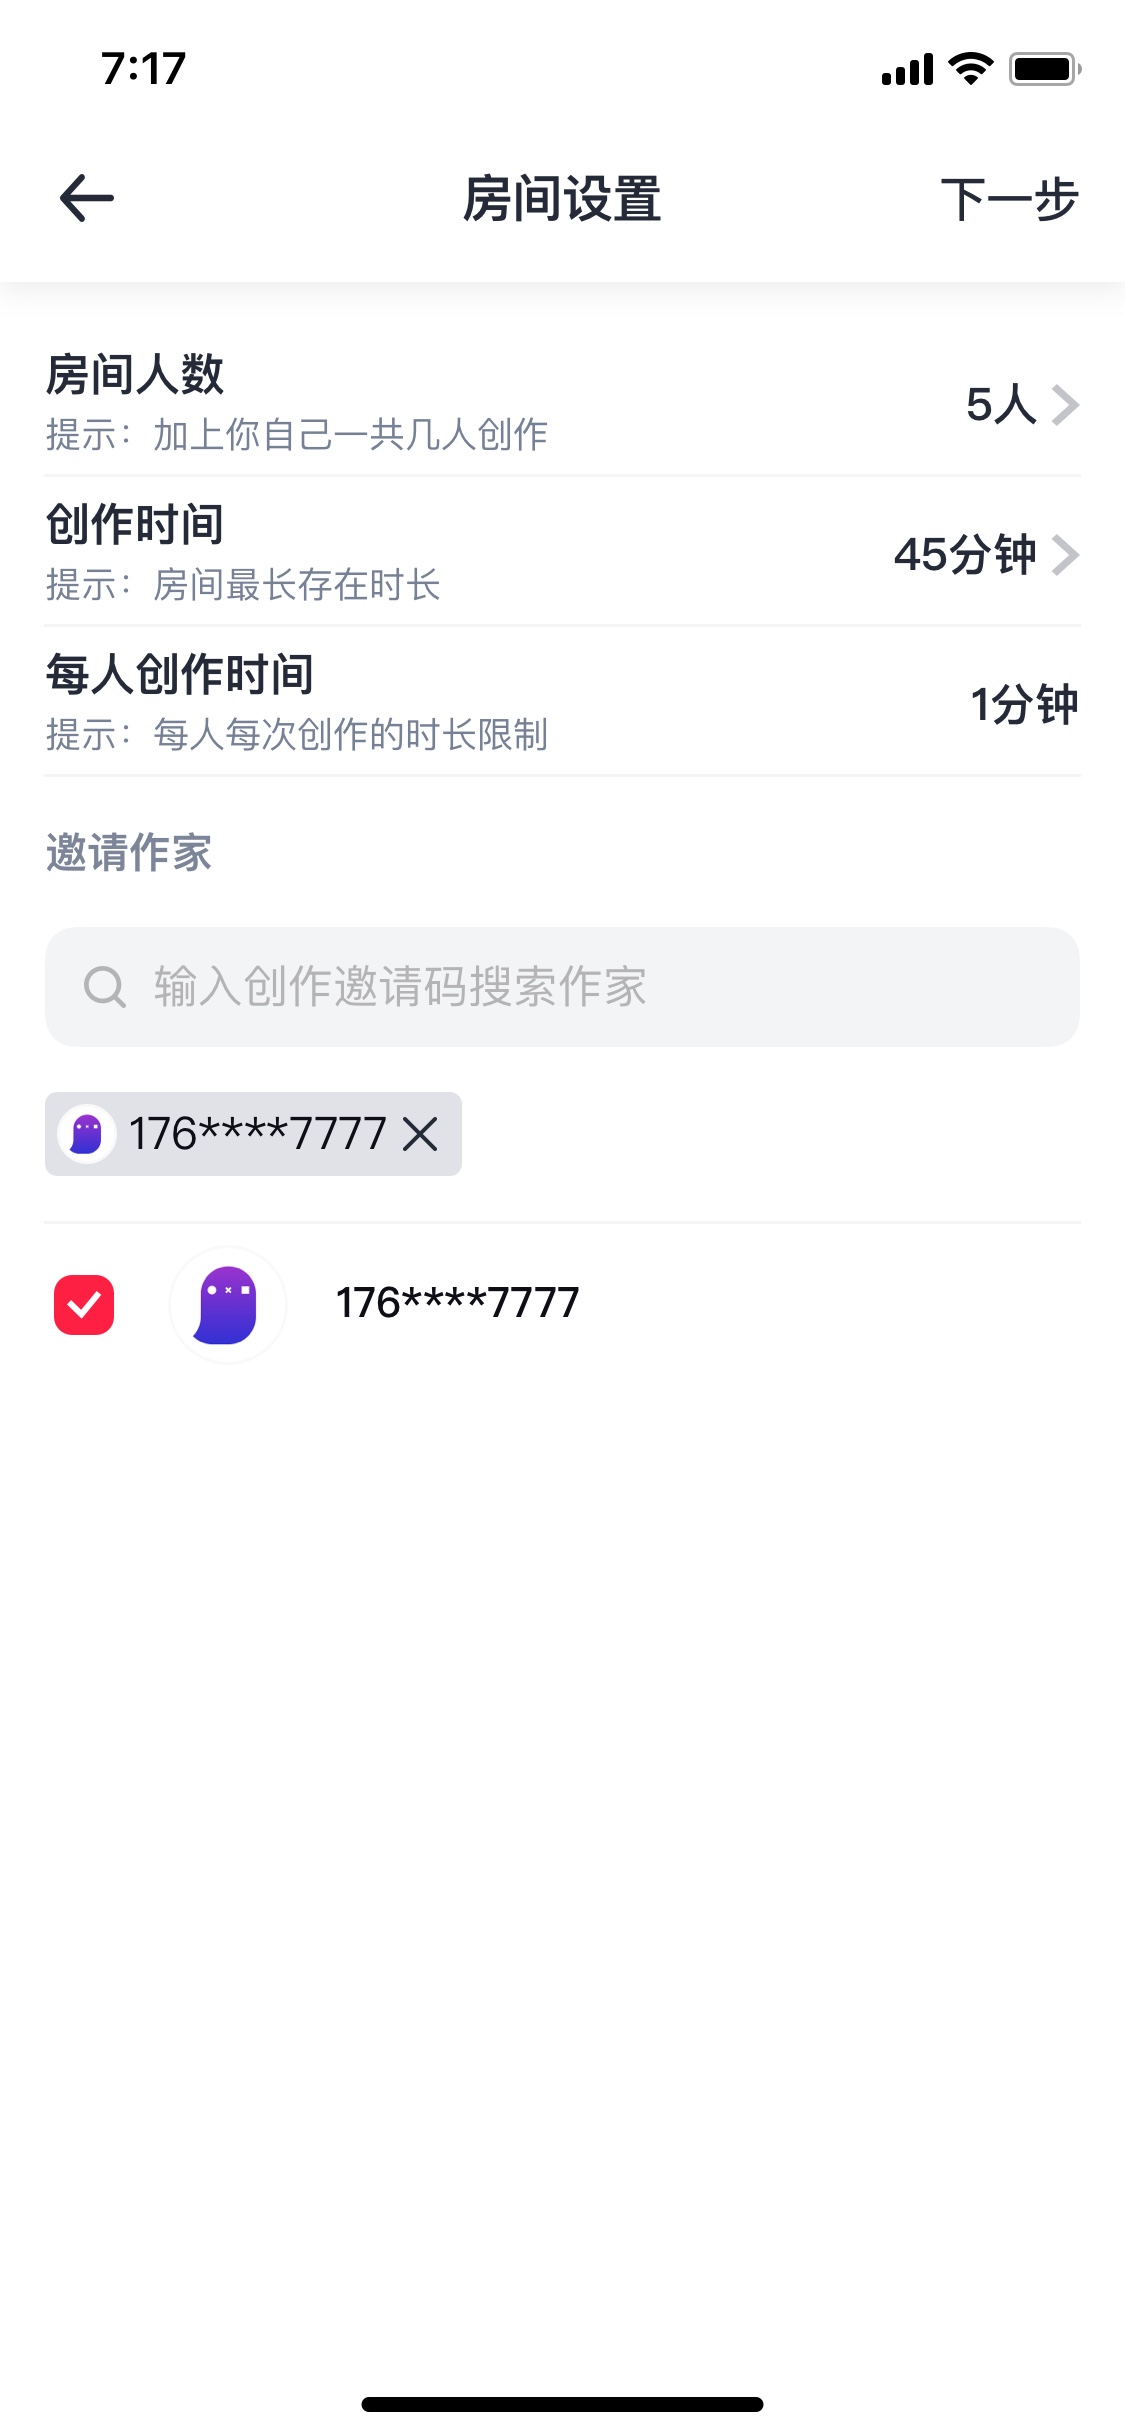 7:17
房间设置
下一步
房间人数
提示：加上你自己一共几人创作
5人
创作时间
提示：房间最长存在时长
45分钟
每人创作时间
提示：每人每次创作的时长限制
1分钟
邀请作家
输入创作邀请码搜索作家
176****7777
176****7777